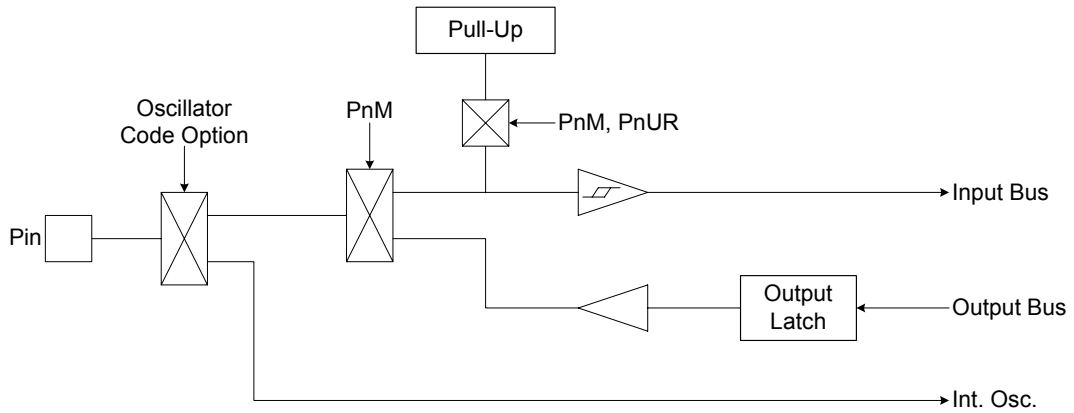 Pull-Up
Oscillator
Code Option
PnM
PnM, PnUR
Input Bus
Pin
Output
Latch
Output Bus
Int. Osc.